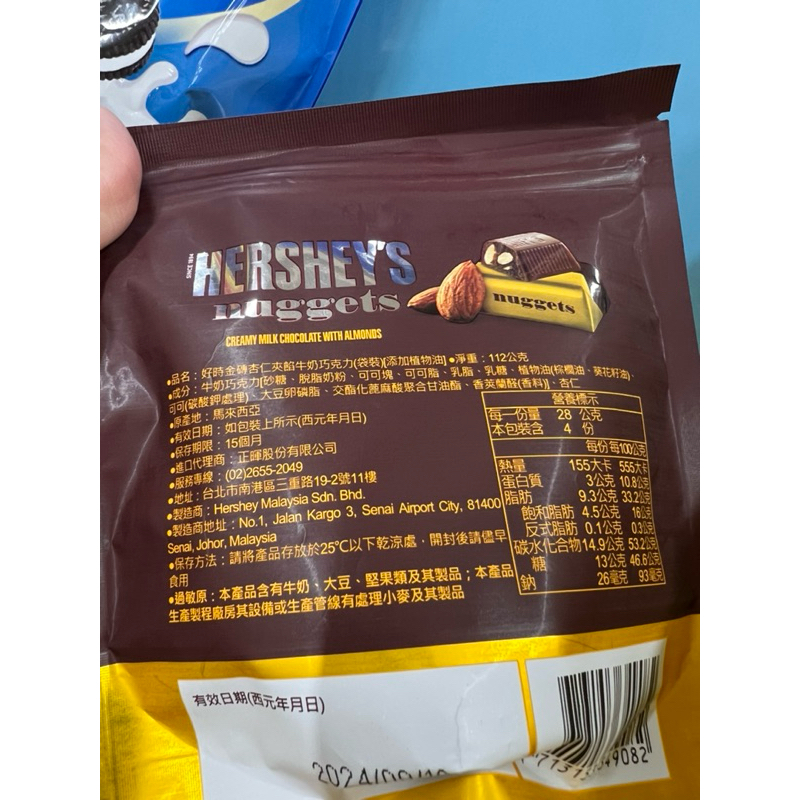 SINCE 1894
HERSHEY'S
nuggets
nuggets
CREAMY MILK CHOCOLATE WITH ALMONDS
•品名：好時金磚杏仁夾餡牛奶巧克力(袋裝)[添加植物油] •淨重：112公克
•成分：牛奶巧克力[砂糖、脫脂奶粉、可可塊、可可脂、乳脂、乳糖、植物油(棕櫚油、葵花籽油)、
可可(碳酸鉀處理)、大豆卵磷脂、交酯化蓖麻酸聚合甘油酯、香莢蘭醛(香料)]、杏仁
•原產地：馬來西亞
•有效日期：如包裝上所示(西元年月日)
•保存期限：15個月
•進口代理商：正暉股份有限公司
•服務專線：(02)2655-2049
•地址：台北市南港區三重路19-2號11樓
•製造商：Hershey Malaysia Sdn. Bhd.
•製造商地址：No.1, Jalan Kargo 3, Senai Airport City, 81400
Senai, Johor, Malaysia
•保存方法：請將產品存放於25°C以下乾涼處，開封後請儘早
食用
•過敏原：本產品含有牛奶、大豆、堅果類及其製品；本產品
生產製程廠房其設備或生產管線有處理小麥及其製品
營養標示
每一份量 28 公克
本包裝含 4 份
每份 每100公克
熱量 155大卡 555大卡
蛋白質 3公克 10.8公克
脂肪 9.3公克 33.2公克
飽和脂肪 4.5公克 16公克
反式脂肪 0.1公克 0.3公克
碳水化合物 14.9公克 53.2公克
糖 13公克 46.6公克
鈉 26毫克 93毫克
有效日期(西元年月日)